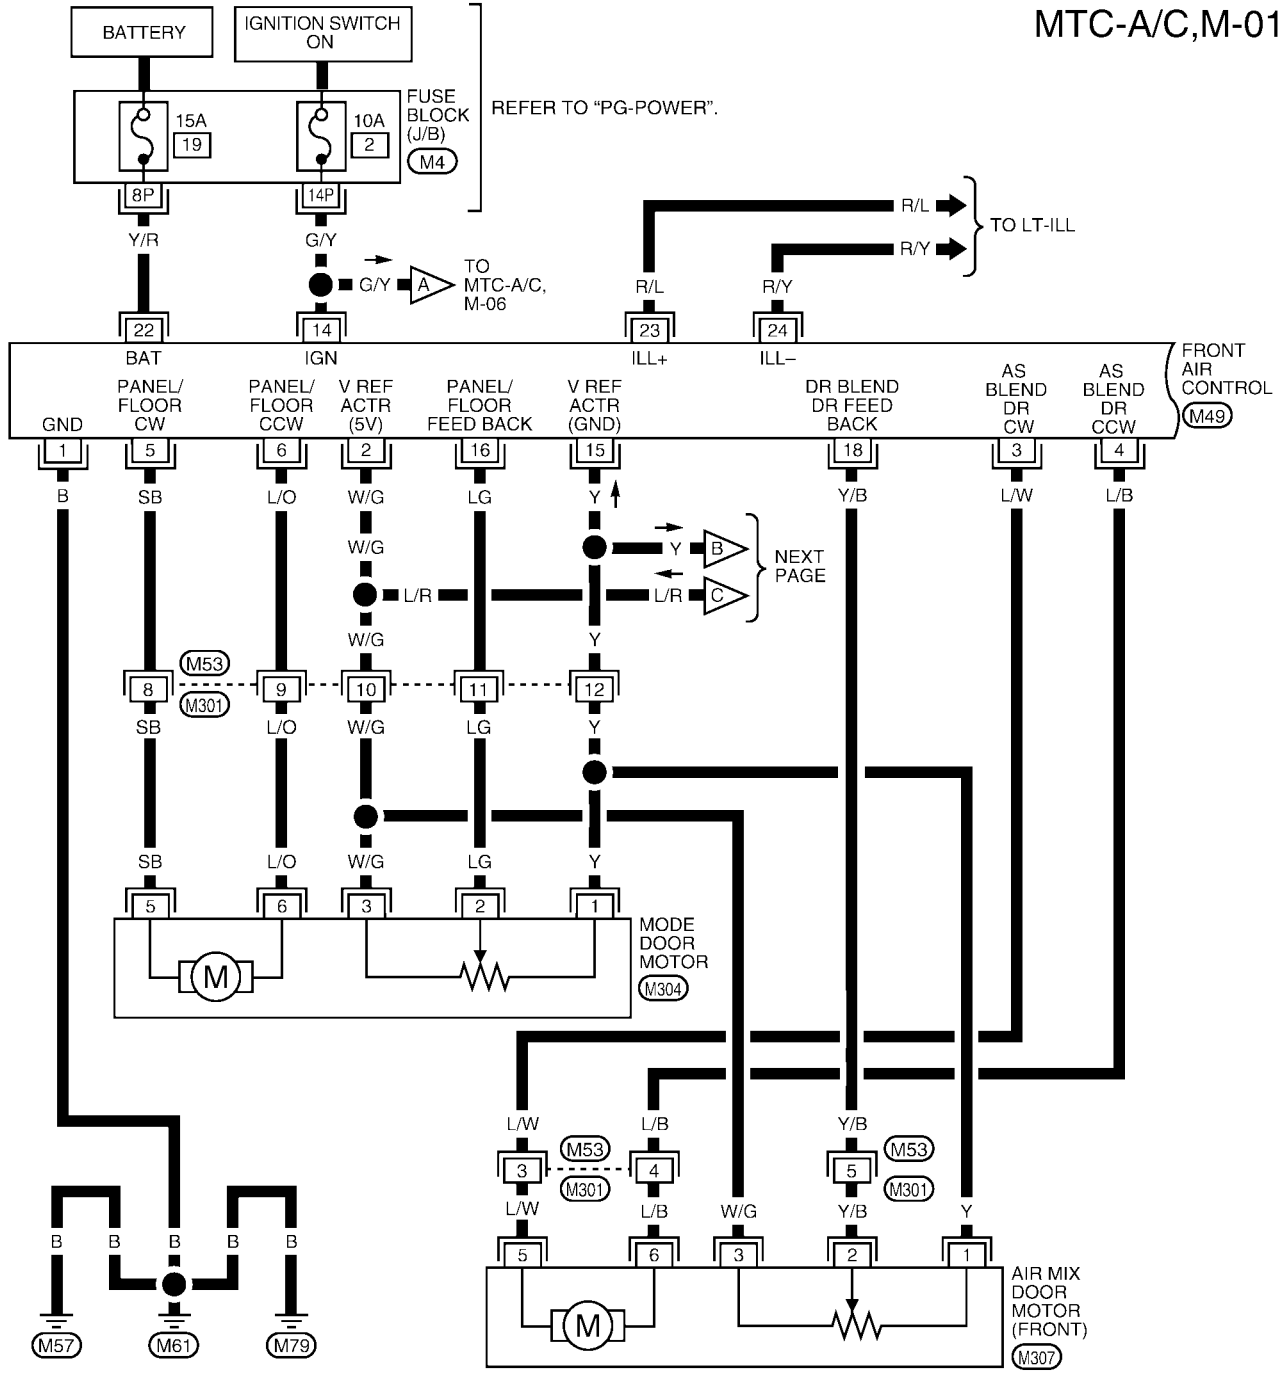 MTC-A/C,M-01
BATTERY
IGNITION SWITCH
ON
FUSE
BLOCK
(J/B)
M4
15A
19
10A
2
REFER TO “PG-POWER”.
8P
14P
Y/R
G/Y
G/Y
A
TO
MTC-A/C,
M-06
R/L
R/Y
TO LT-ILL
R/L
R/Y
22
14
23
24
BAT
IGN
ILL+
ILL–
FRONT
AIR
CONTROL
M49
GND
PANEL/
FLOOR
CW
PANEL/
FLOOR
CCW
V REF
ACTR
(5V)
PANEL/
FLOOR
FEED BACK
V REF
ACTR
(GND)
DR BLEND
DR FEED
BACK
AS
BLEND
DR
CW
AS
BLEND
DR
CCW
1
5
6
2
16
15
18
3
4
B
SB
L/O
W/G
LG
Y
Y/B
L/W
L/B
W/G
Y
B
NEXT
PAGE
L/R
L/R
C
W/G
Y
M53
8
9
10
11
12
M301
SB
L/O
W/G
LG
Y
SB
L/O
W/G
LG
Y
5
6
3
2
1
M
MODE
DOOR
MOTOR
M304
L/W
L/B
Y/B
M53
M53
3
4
5
M301
M301
L/W
L/B
W/G
Y/B
Y
5
6
3
2
1
M
AIR MIX
DOOR
MOTOR
(FRONT)
M307
B
B
B
B
B
M57
M61
M79